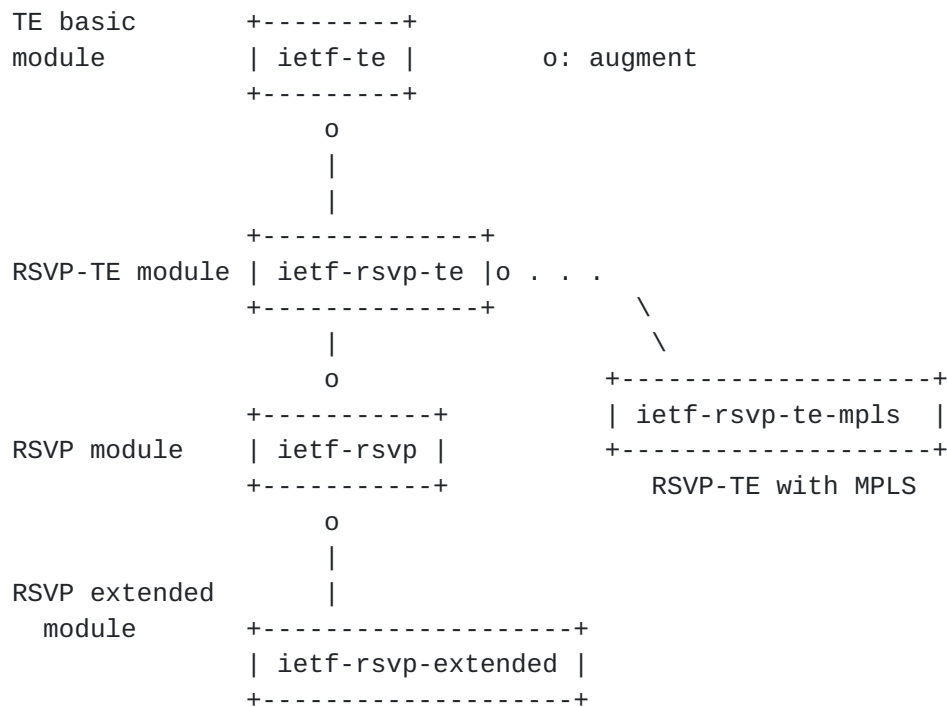 TE basic         +---------+
module           | ietf-te |        o: augment
                 +---------+
                      o
                      |
                      |
                 +--------------+
RSVP-TE module   | ietf-rsvp-te |o . . .
                 +--------------+         \
                      |                    \
                      o                 +--------------------+
                 +-----------+          | ietf-rsvp-te-mpls  |
RSVP module      | ietf-rsvp |          +--------------------+
                 +-----------+             RSVP-TE with MPLS
                      o
                      |
RSVP extended         |
  module         +--------------------+
                 | ietf-rsvp-extended |
                 +--------------------+